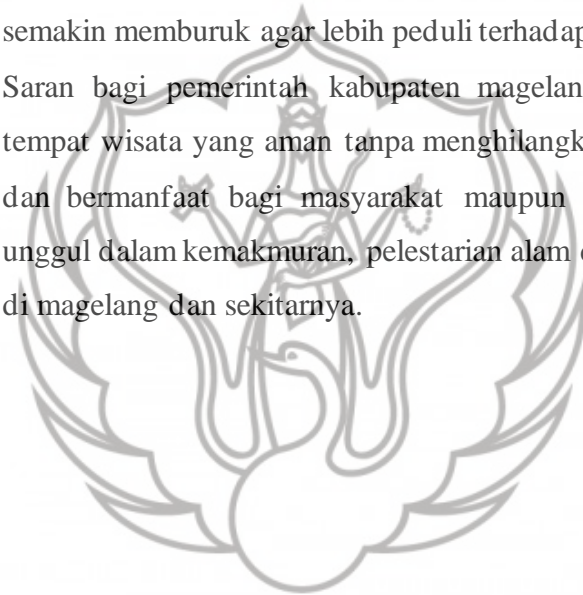 semakin memburuk agar lebih peduli terhadap
Saran bagi pemerintah kabupaten magelan
tempat wisata yang aman tanpa menghilangk
dan bermanfaat bagi masyarakat maupun
unggul dalam kemakmuran, pelestarian alam
di magelang dan sekitarnya.